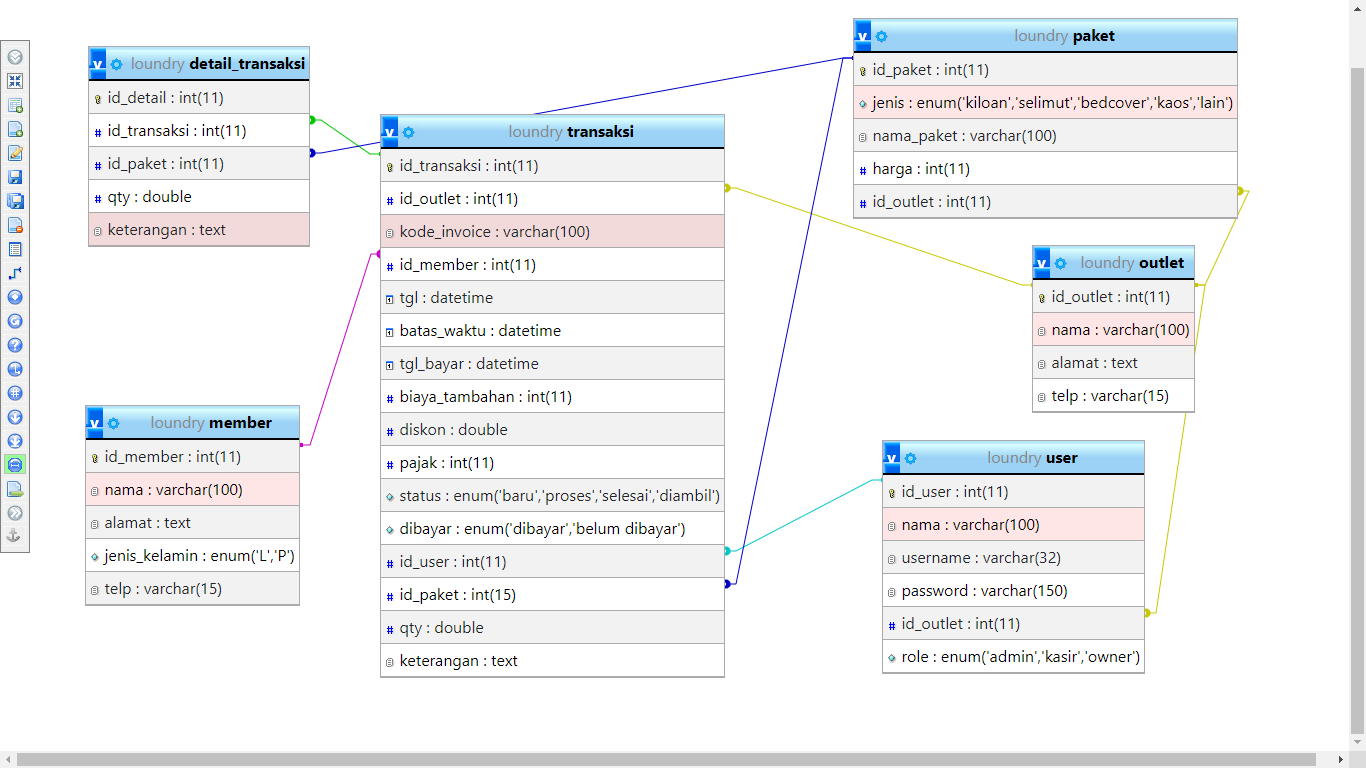 v loundry detail_transaksi
id_detail : int(11)
# id_transaksi : int(11)
# id_paket : int(11)
# qty : double
keterangan : text
v loundry transaksi
id_transaksi : int(11)
# id_outlet : int(11)
kode_invoice : varchar(100)
# id_member : int(11)
tgl : datetime
batas_waktu : datetime
tgl_bayar : datetime
# biaya_tambahan : int(11)
# diskon : double
# pajak : int(11)
status : enum('baru','proses','selesai','diambil')
dibayar : enum('dibayar','belum dibayar')
# id_user : int(11)
# id_paket : int(15)
# qty : double
keterangan : text
v loundry member
id_member : int(11)
nama : varchar(100)
alamat : text
jenis_kelamin : enum('L','P')
telp : varchar(15)
v loundry paket
id_paket : int(11)
jenis : enum('kiloan','selimut','bedcover','kaos','lain')
nama_paket : varchar(100)
# harga : int(11)
# id_outlet : int(11)
v loundry outlet
id_outlet : int(11)
nama : varchar(100)
alamat : text
telp : varchar(15)
v loundry user
id_user : int(11)
nama : varchar(100)
username : varchar(32)
password : varchar(150)
# id_outlet : int(11)
role : enum('admin','kasir','owner')